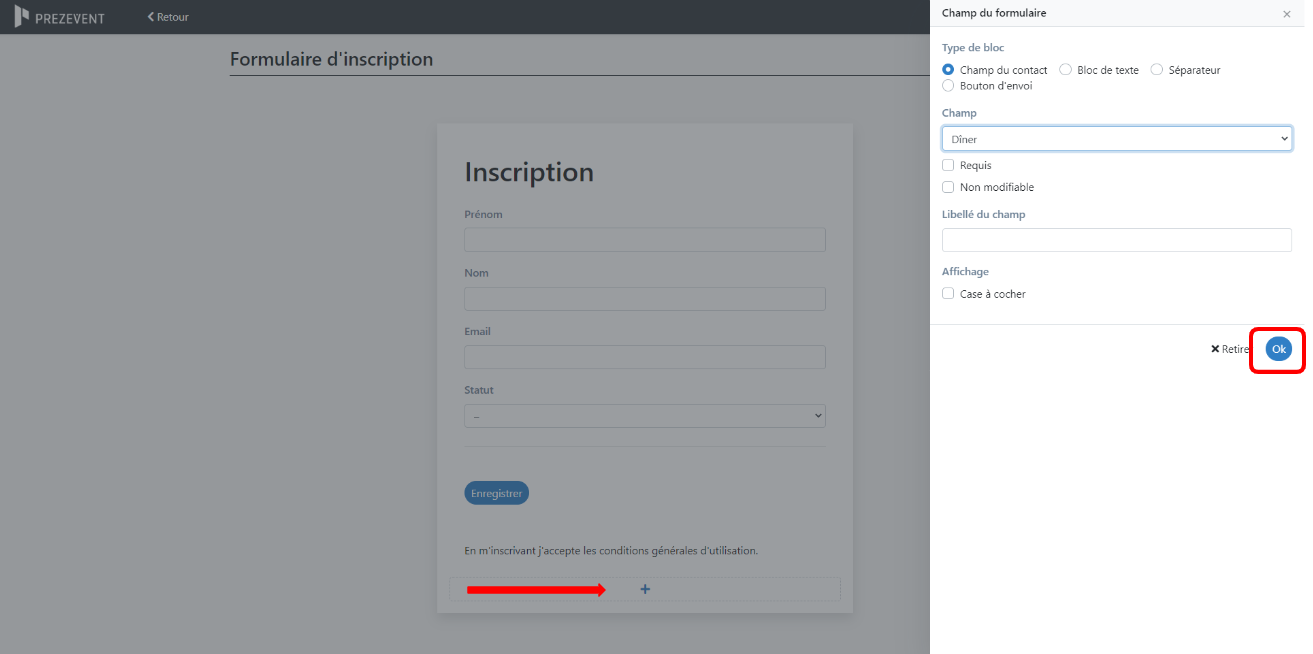 PREZEVENT
Retour
Formulaire d'inscription
Inscription
Prénom
Nom
Email
Statut
–
Enregistrer
En m'inscrivant j'accepte les conditions générales d'utilisation.
+
Champ du formulaire ×
Type de bloc
Champ du contact Bloc de texte Séparateur
Bouton d'envoi
Champ
Dîner
Requis
Non modifiable
Libellé du champ
Affichage
Case à cocher
Retire Ok